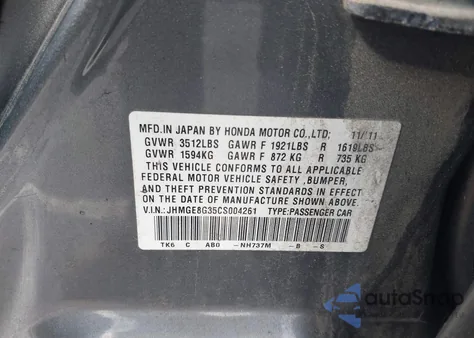 MFD. IN JAPAN BY HONDA MOTOR CO.,LTD: 11/11
GVWR 3512LBS GAWR F 1921LBS R 1619LBS
GVWR 1594KG GAWR F 872 KG R 735 KG
THIS VEHICLE CONFORMS TO ALL APPLICABLE
FEDERAL MOTOR VEHICLE SAFETY ,BUMPER,
AND THEFT PREVENTION STANDARDS IN EFFECT
ON THE DATE OF MANUFACTURE SHOWN ABOVE.
V.I.N.: JHMGE8G35CS004261 TYPE:PASSENGER CAR
TK6 C AB0 -NH737M -B -S
autoSnap